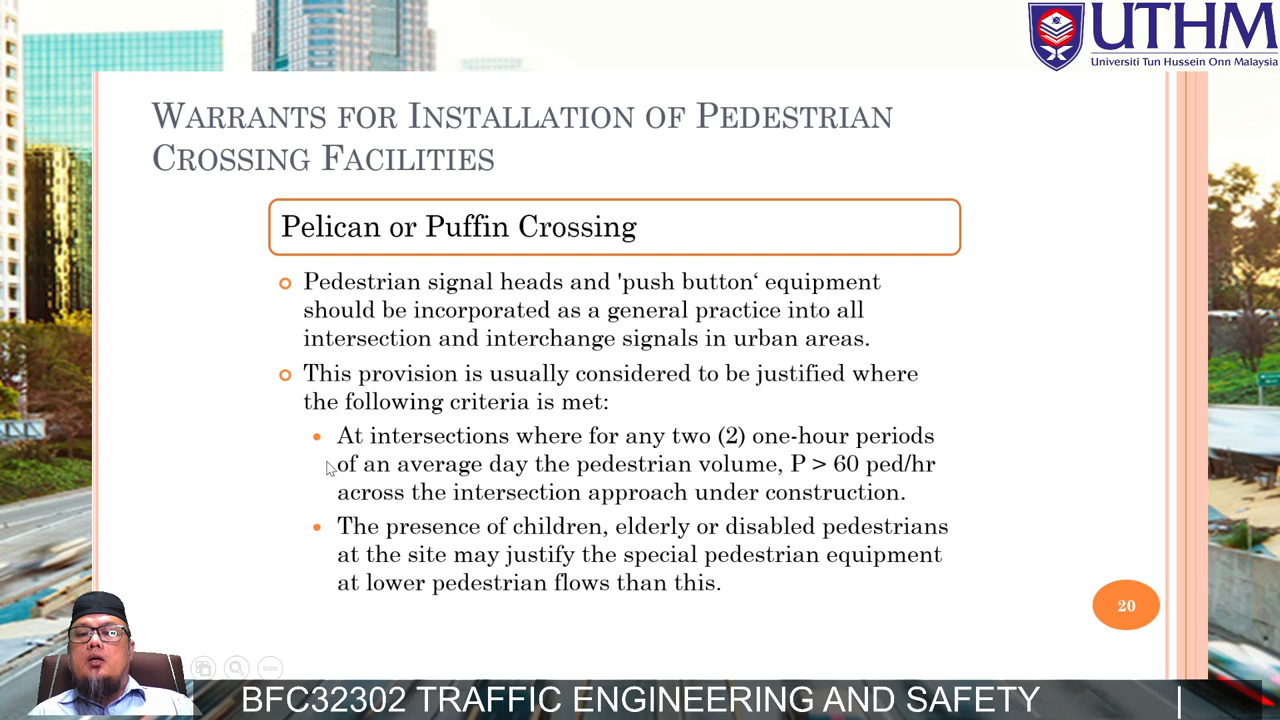 UTHM
Universiti Tun Hussein Onn Malaysia
WARRANTS FOR INSTALLATION OF PEDESTRIAN
CROSSING FACILITIES
Pelican or Puffin Crossing
Pedestrian signal heads and 'push button‘ equipment
should be incorporated as a general practice into all
intersection and interchange signals in urban areas.
This provision is usually considered to be justified where
the following criteria is met:
At intersections where for any two (2) one-hour periods
of an average day the pedestrian volume, P > 60 ped/hr
across the intersection approach under construction.
The presence of children, elderly or disabled pedestrians
at the site may justify the special pedestrian equipment
at lower pedestrian flows than this.
20
BFC32302 TRAFFIC ENGINEERING AND SAFETY |